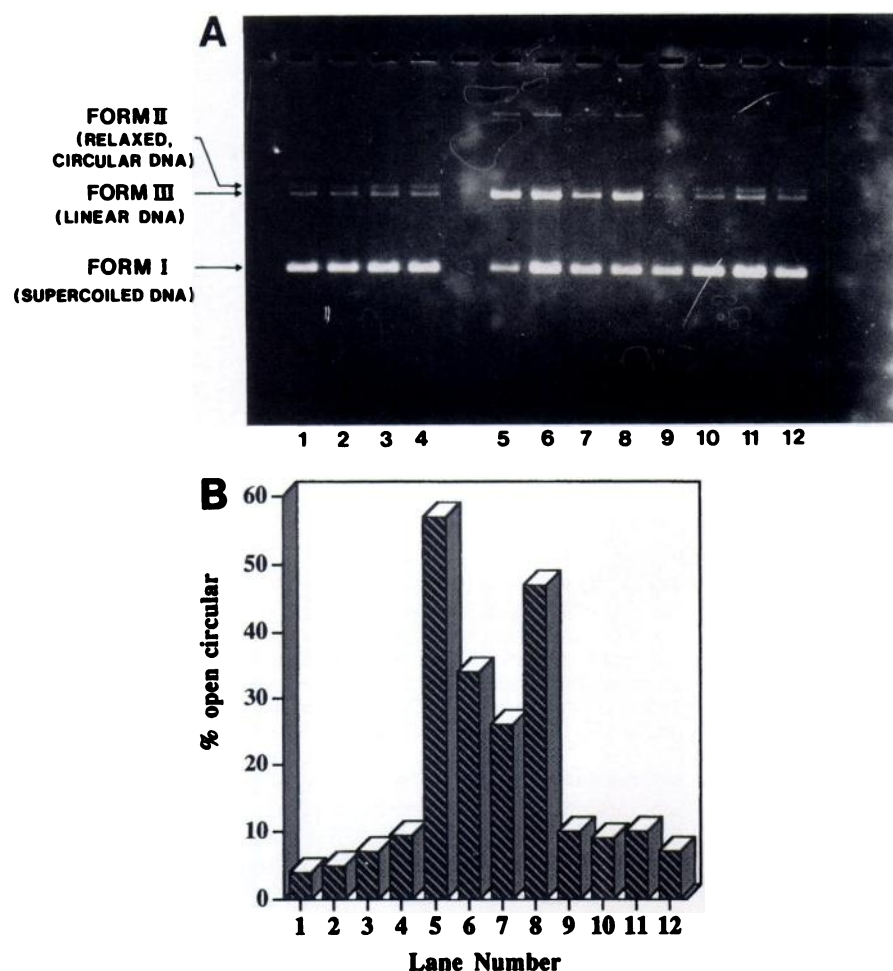 A
FORM II
(RELAXED,
CIRCULAR DNA)
FORM III
(LINEAR DNA)
FORM I
(SUPERCOILED DNA)
1 2 3 4 5 6 7 8 9 10 11 12
B
60
50
40
30
20
10
0
% open circular
1 2 3 4 5 6 7 8 9 10 11 12
Lane Number